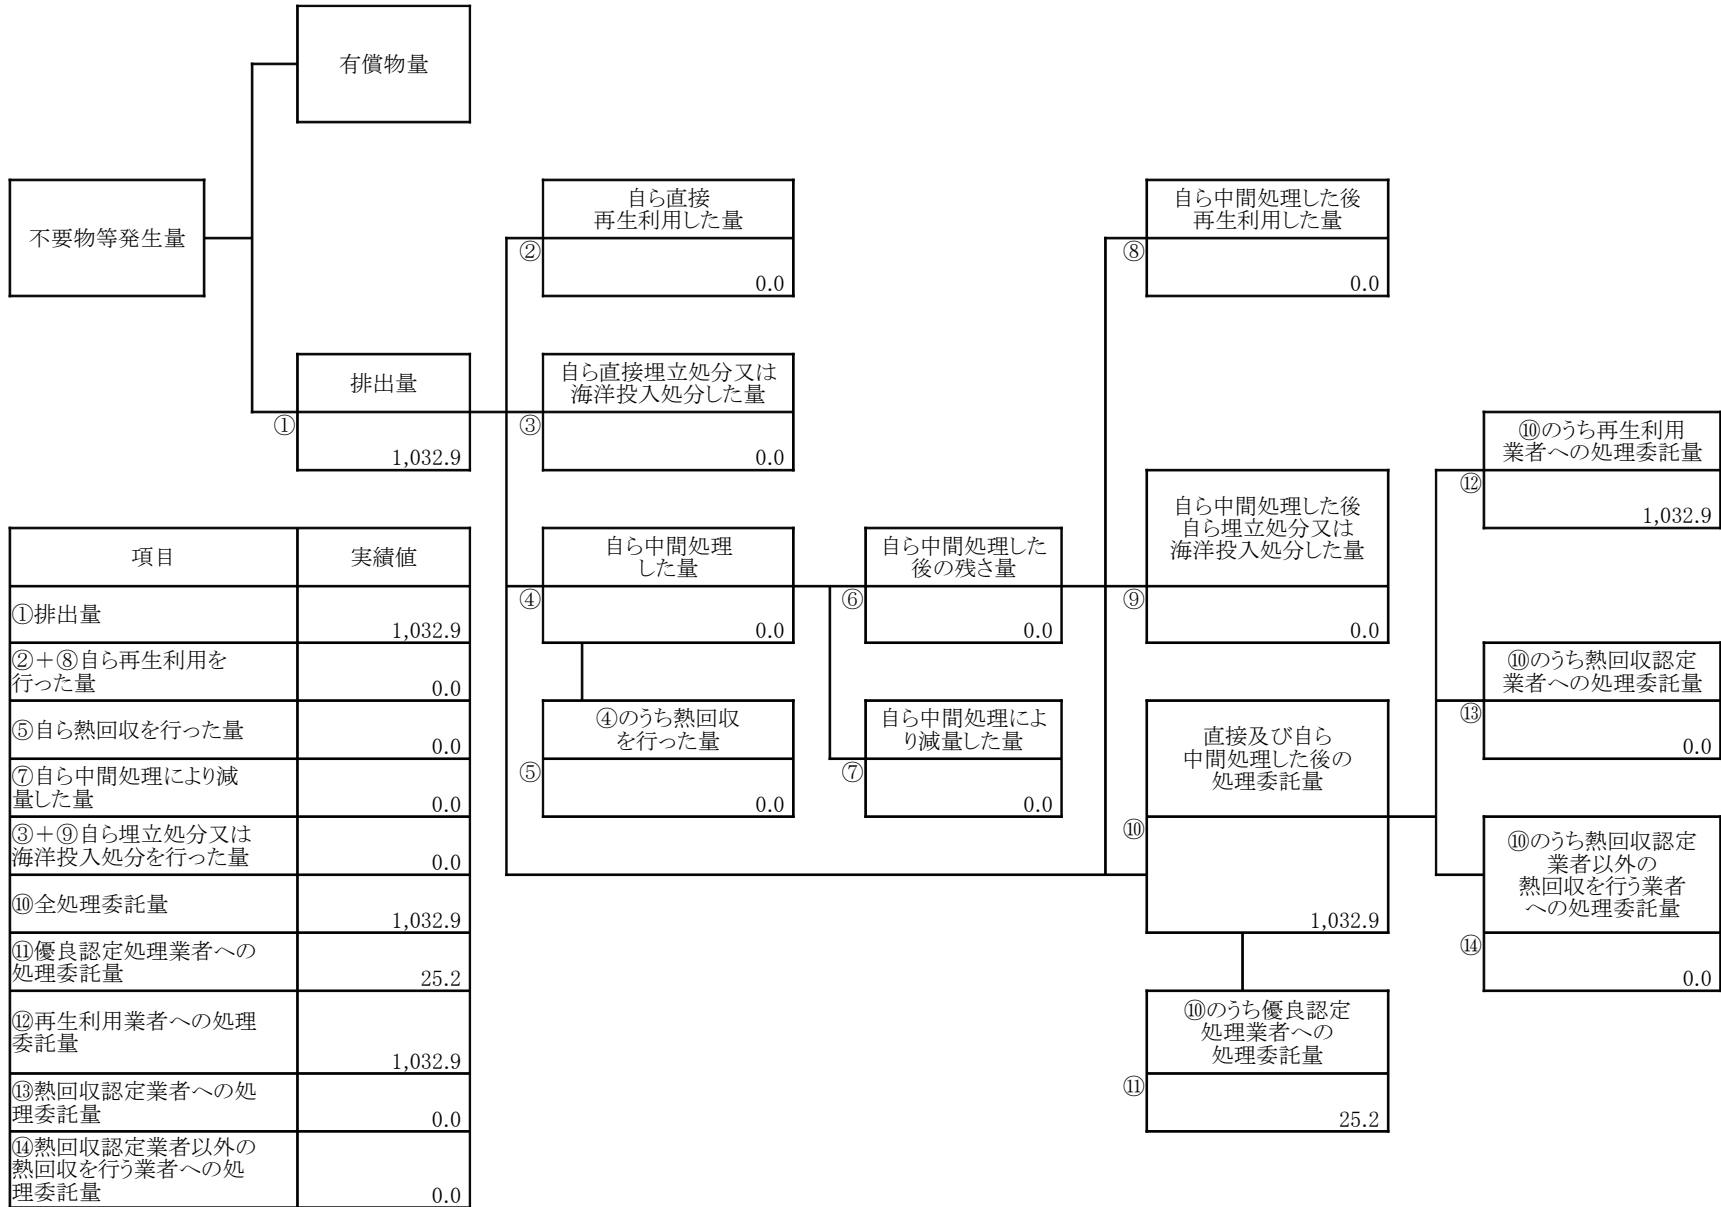 有償物量
不要物等発生量
自ら直接
再生利用した量
②
0.0
自ら中間処理した後
再生利用した量
⑧
0.0
排出量
①
1,032.9
自ら直接埋立処分又は
海洋投入処分した量
③
0.0
⑩のうち再生利用
業者への処理委託量
⑫
1,032.9
自ら中間処理した後
自ら埋立処分又は
海洋投入処分した量
⑨
0.0
自ら中間処理
した量
④
0.0
自ら中間処理した
後の残さ量
⑥
0.0
⑩のうち熱回収認定
業者への処理委託量
⑬
0.0
④のうち熱回収
を行った量
⑤
0.0
自ら中間処理によ
り減量した量
⑦
0.0
直接及び自ら
中間処理した後の
処理委託量
⑩
1,032.9
⑩のうち熱回収認定
業者以外の
熱回収を行う業者
への処理委託量
⑭
0.0
⑩のうち優良認定
処理業者への
処理委託量
⑪
25.2
項目 実績値
①排出量
1,032.9
②＋⑧自ら再生利用を
行った量
0.0
⑤自ら熱回収を行った量
0.0
⑦自ら中間処理により減
量した量
0.0
③＋⑨自ら埋立処分又は
海洋投入処分を行った量
0.0
⑩全処理委託量
1,032.9
⑪優良認定処理業者への
処理委託量
25.2
⑫再生利用業者への処理
委託量
1,032.9
⑬熱回収認定業者への処
理委託量
0.0
⑭熱回収認定業者以外の
熱回収を行う業者への処
理委託量
0.0